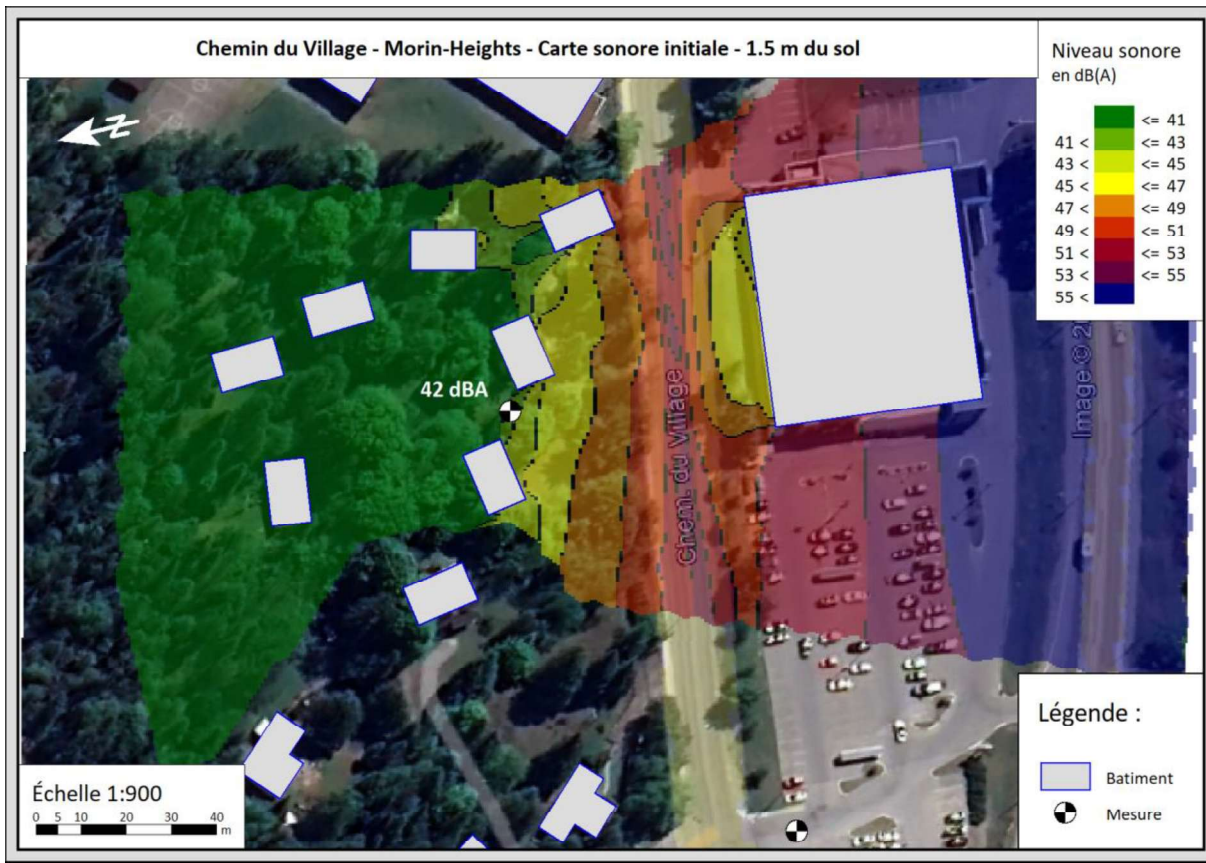 Chemin du Village - Morin-Heights - Carte sonore initiale - 1.5 m du sol
Niveau sonore
en dB(A)
<= 41
41 < <= 43
43 < <= 45
45 < <= 47
47 < <= 49
49 < <= 51
51 < <= 53
53 < <= 55
55 <
Z
42 dBA
Chem. du Village
Image © 2
Légende :
Batiment
Mesure
Échelle 1:900
0 5 10 20 30 40
m